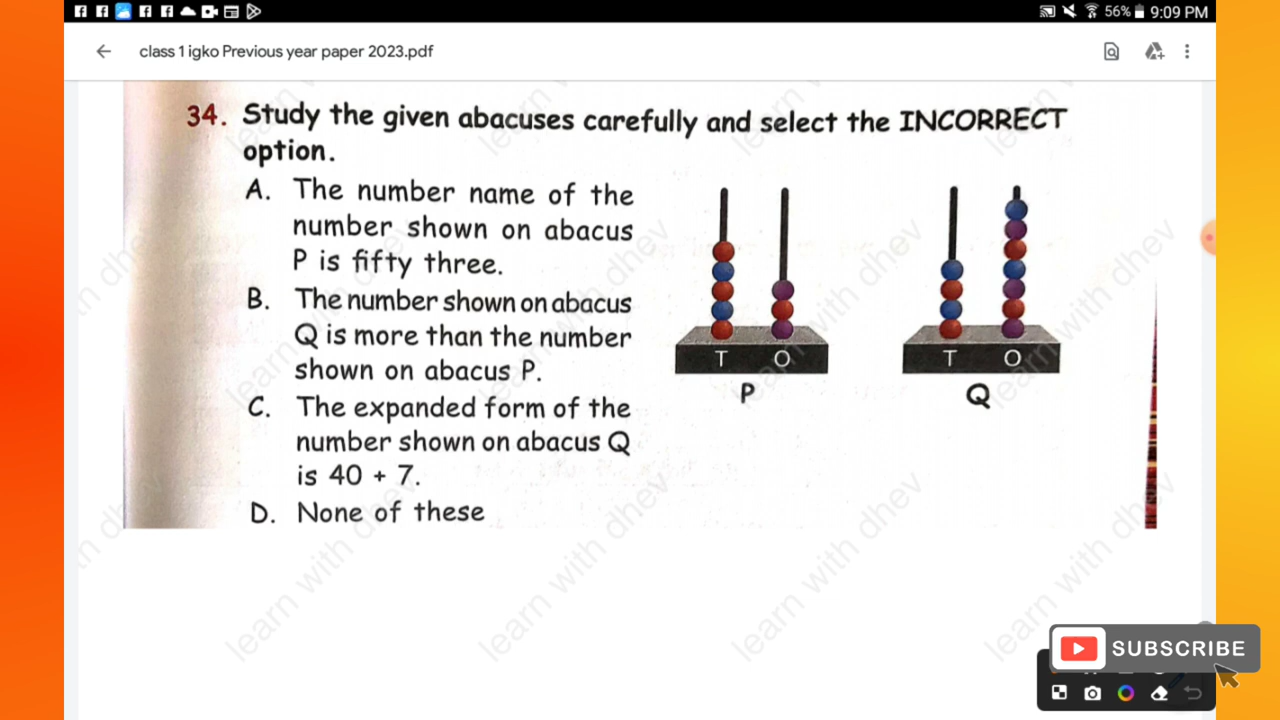 56% 9:09 PM
class 1 igko Previous year paper 2023.pdf
34. Study the given abacuses carefully and select the INCORRECT
option.
A. The number name of the
number shown on abacus
P is fifty three.
B. The number shown on abacus
Q is more than the number
shown on abacus P.
C. The expanded form of the
number shown on abacus Q
is 40 + 7.
D. None of these
T O
P
T O
Q
learn with dhev
SUBSCRIBE